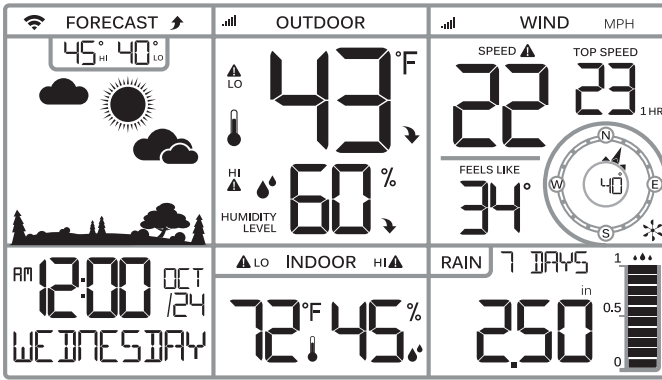 FORECAST
45° HI 40° LO
OUTDOOR
LO
43 °F
HI
HUMIDITY
LEVEL
60 %
WIND MPH
SPEED
22
TOP SPEED
23
1 HR
FEELS LIKE
34°
N
W
40°
E
S
AM 12:00 OCT
/24
WEDNESDAY
LO INDOOR HI
72 °F 45 %
RAIN 7 DAYS
in
2.50
1
0.5
0